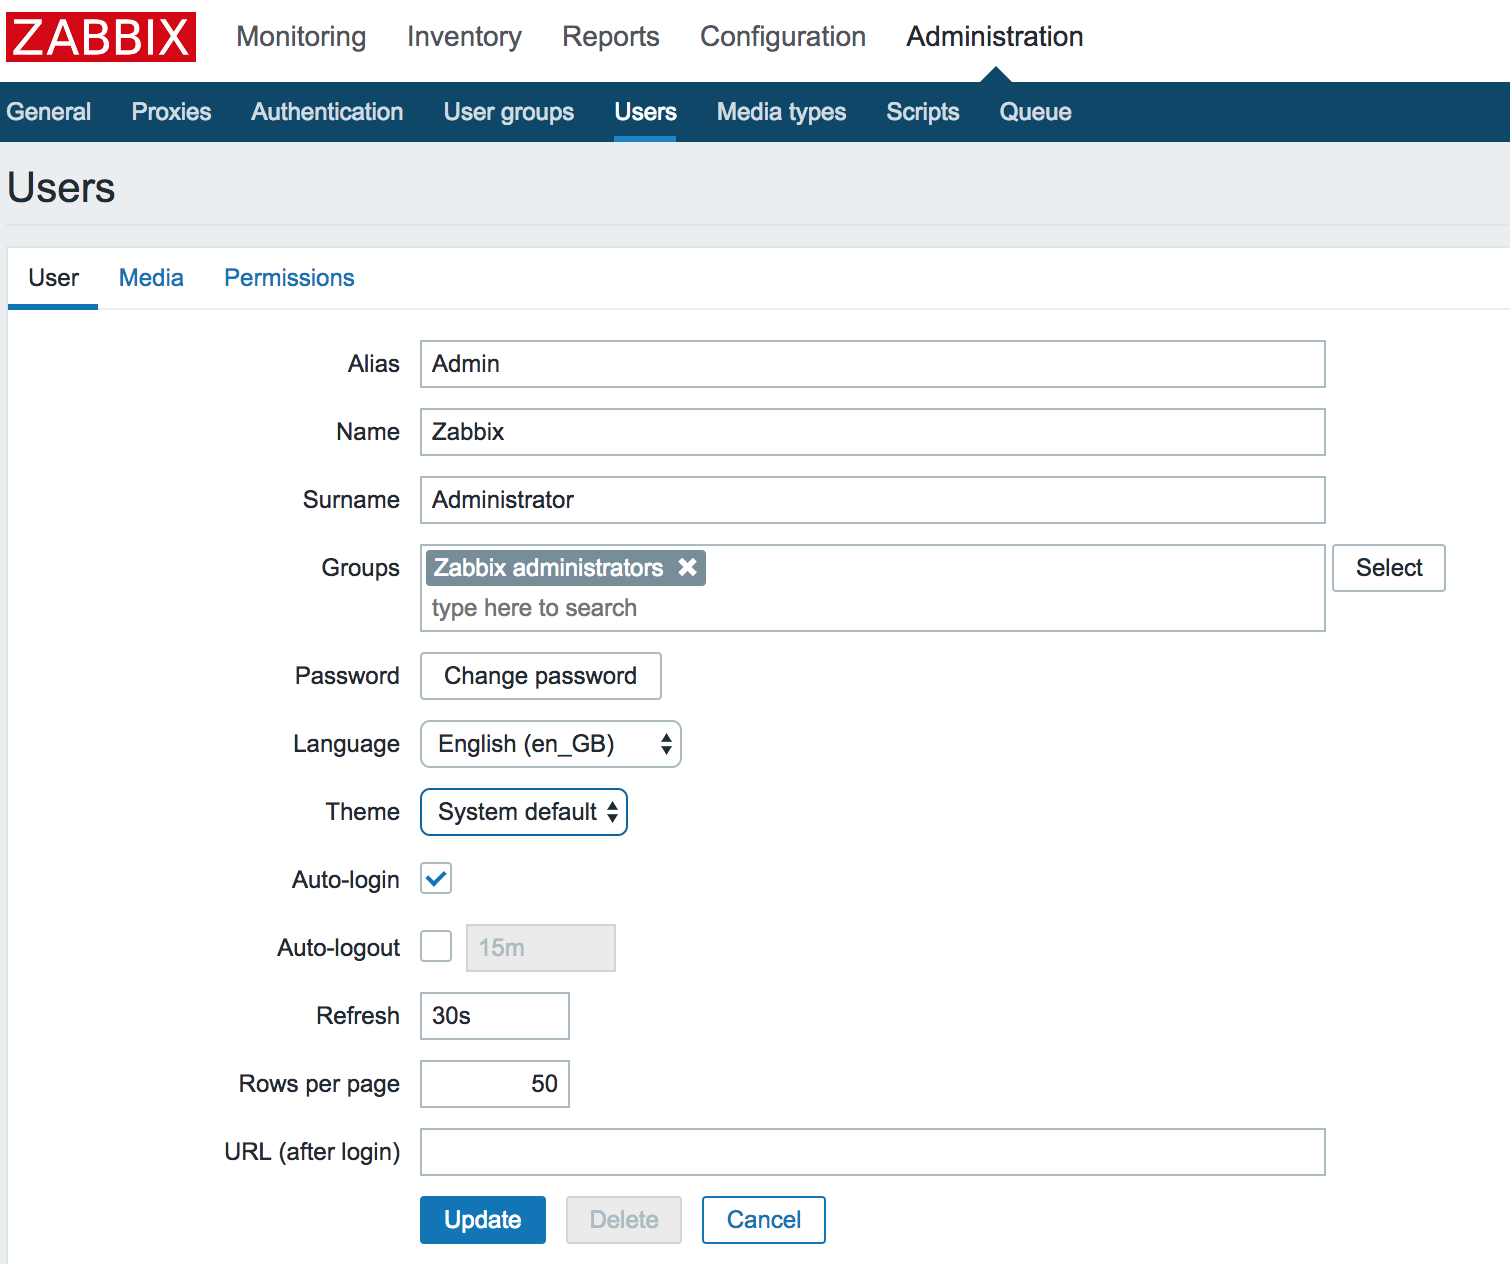 ZABBIX Monitoring Inventory Reports Configuration Administration
General Proxies Authentication User groups Users Media types Scripts Queue
Users
User Media Permissions
Alias Admin
Name Zabbix
Surname Administrator
Groups Zabbix administrators Select
type here to search
Password Change password
Language English (en_GB)
Theme System default
Auto-login
Auto-logout 15m
Refresh 30s
Rows per page 50
URL (after login)
Update Delete Cancel